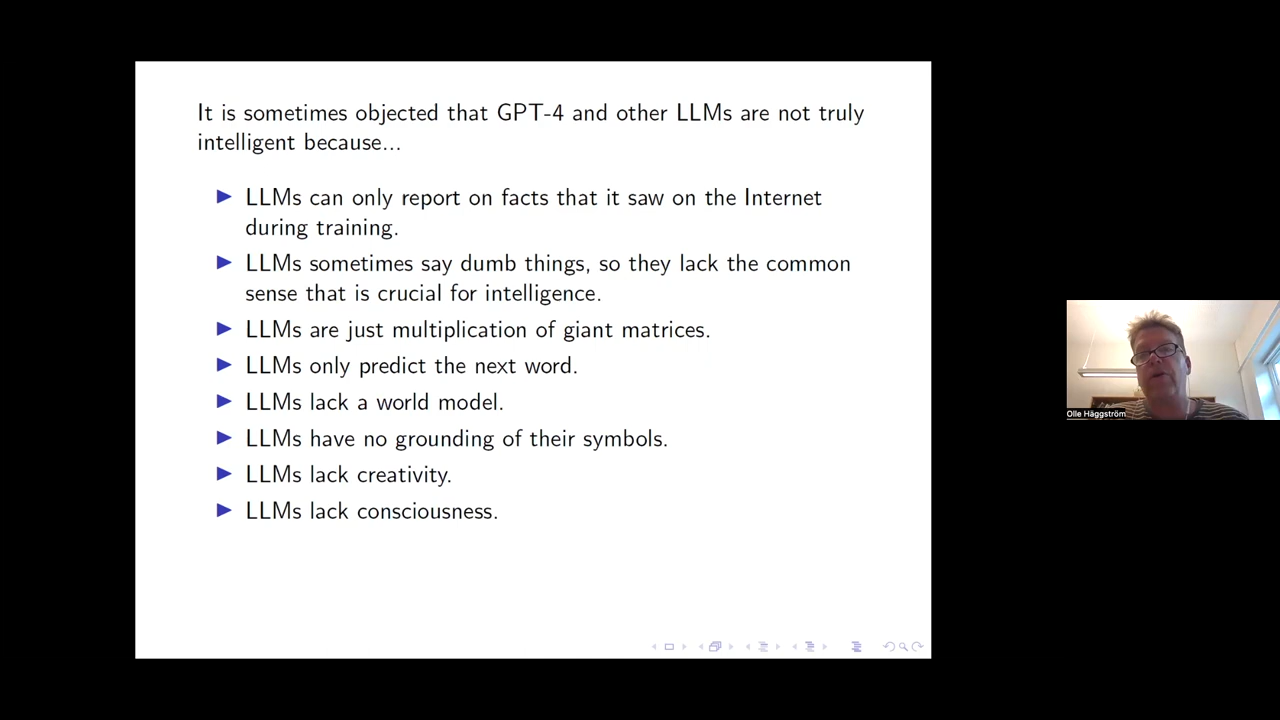 It is sometimes objected that GPT-4 and other LLMs are not truly
intelligent because...
LLMs can only report on facts that it saw on the Internet
during training.
LLMs sometimes say dumb things, so they lack the common
sense that is crucial for intelligence.
LLMs are just multiplication of giant matrices.
LLMs only predict the next word.
LLMs lack a world model.
LLMs have no grounding of their symbols.
LLMs lack creativity.
LLMs lack consciousness.
Olle Häggström